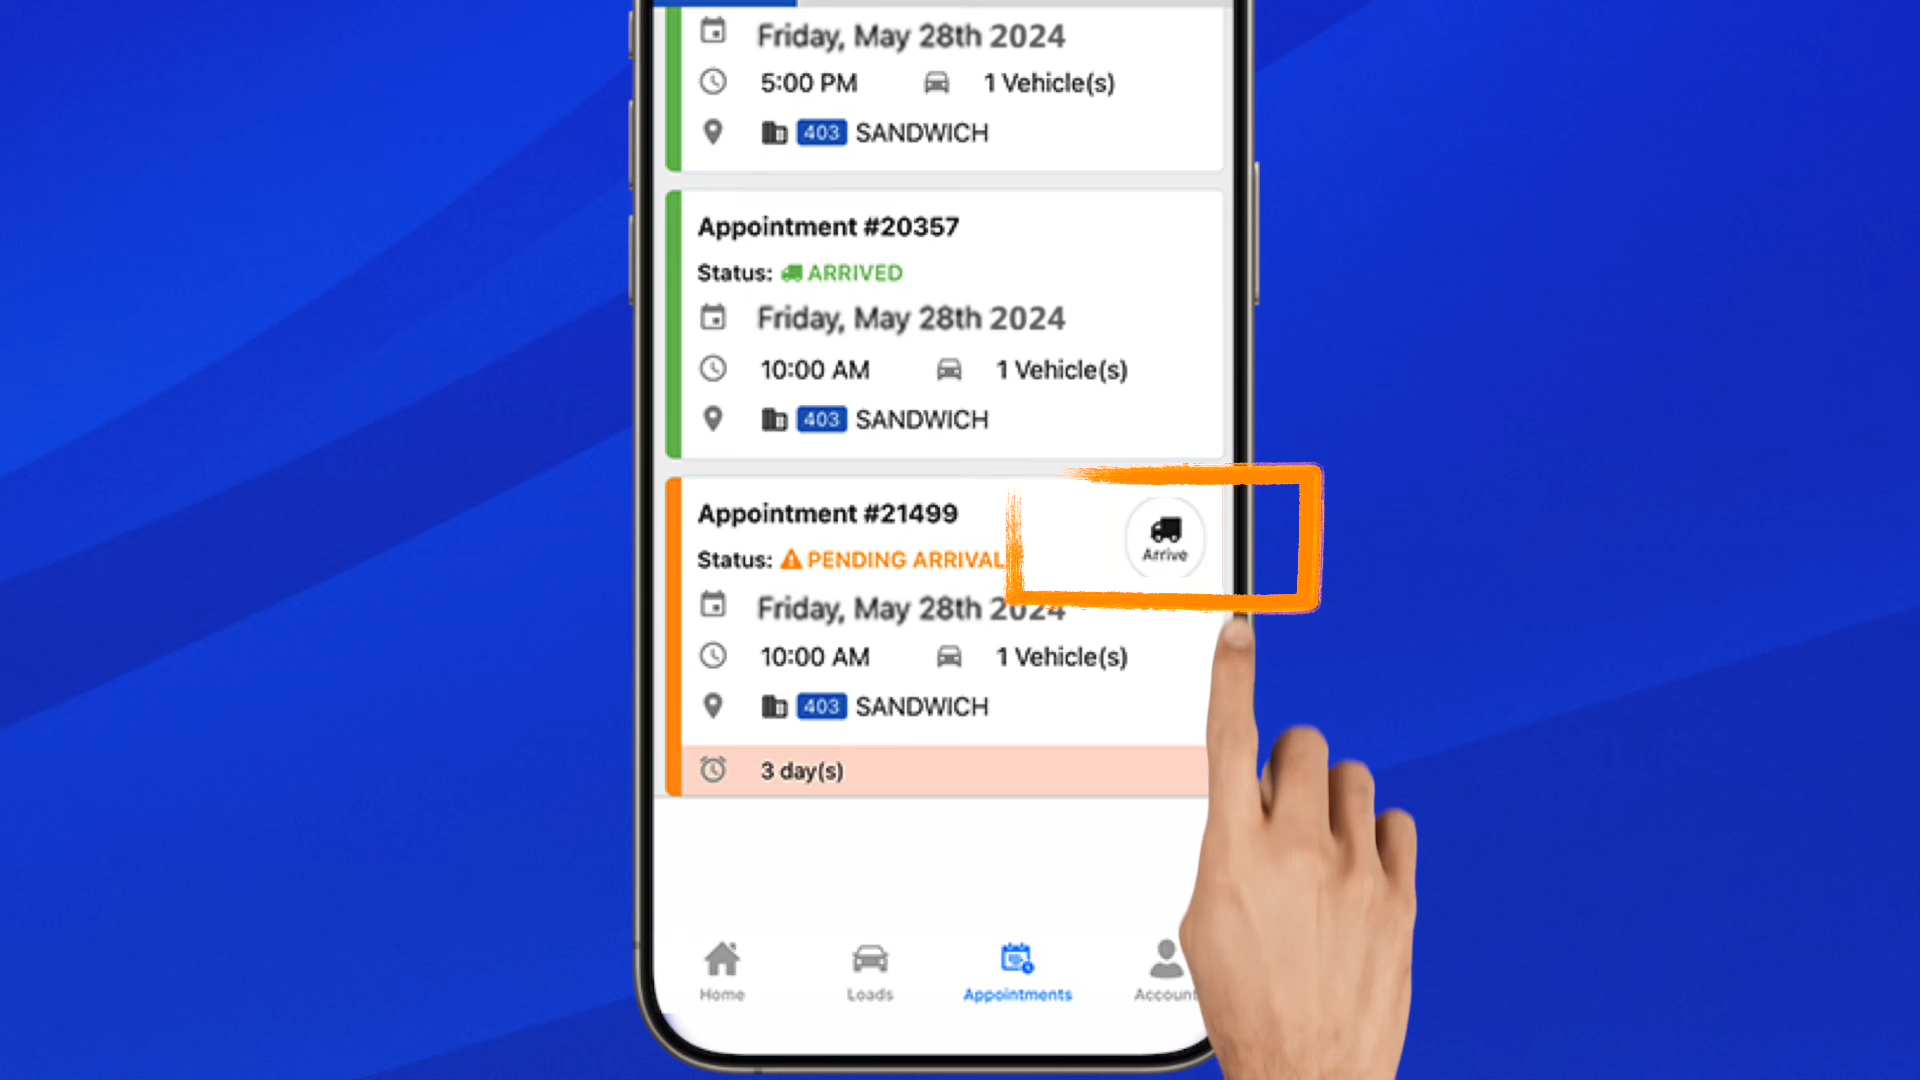 Friday, May 28th 2024
5:00 PM 1 Vehicle(s)
403 SANDWICH
Appointment #20357
Status: ARRIVED
Friday, May 28th 2024
10:00 AM 1 Vehicle(s)
403 SANDWICH
Appointment #21499
Arrive
Status: PENDING ARRIVAL
Friday, May 28th 2024
10:00 AM 1 Vehicle(s)
403 SANDWICH
3 day(s)
Home Loads Appointments Account